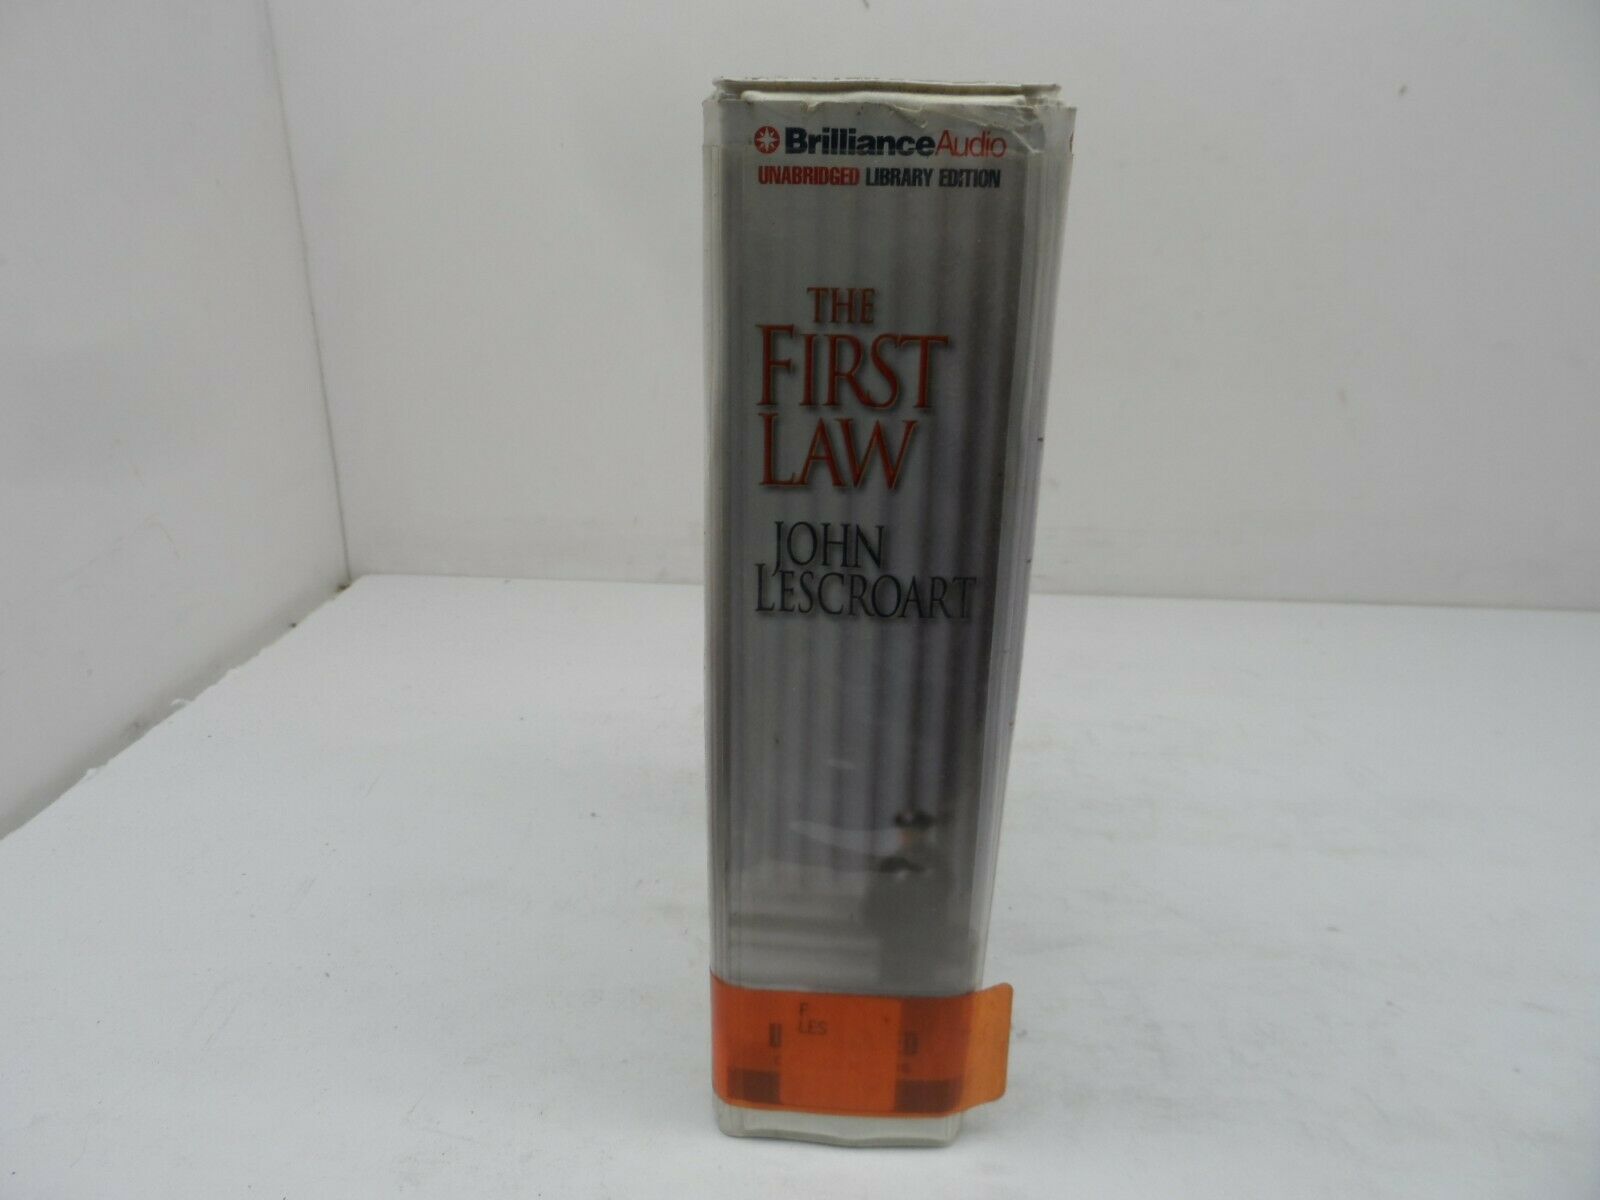 BrillianceAudio
UNABRIDGED LIBRARY EDITION
THE
FIRST
LAW
JOHN
LESCROART
F
LES